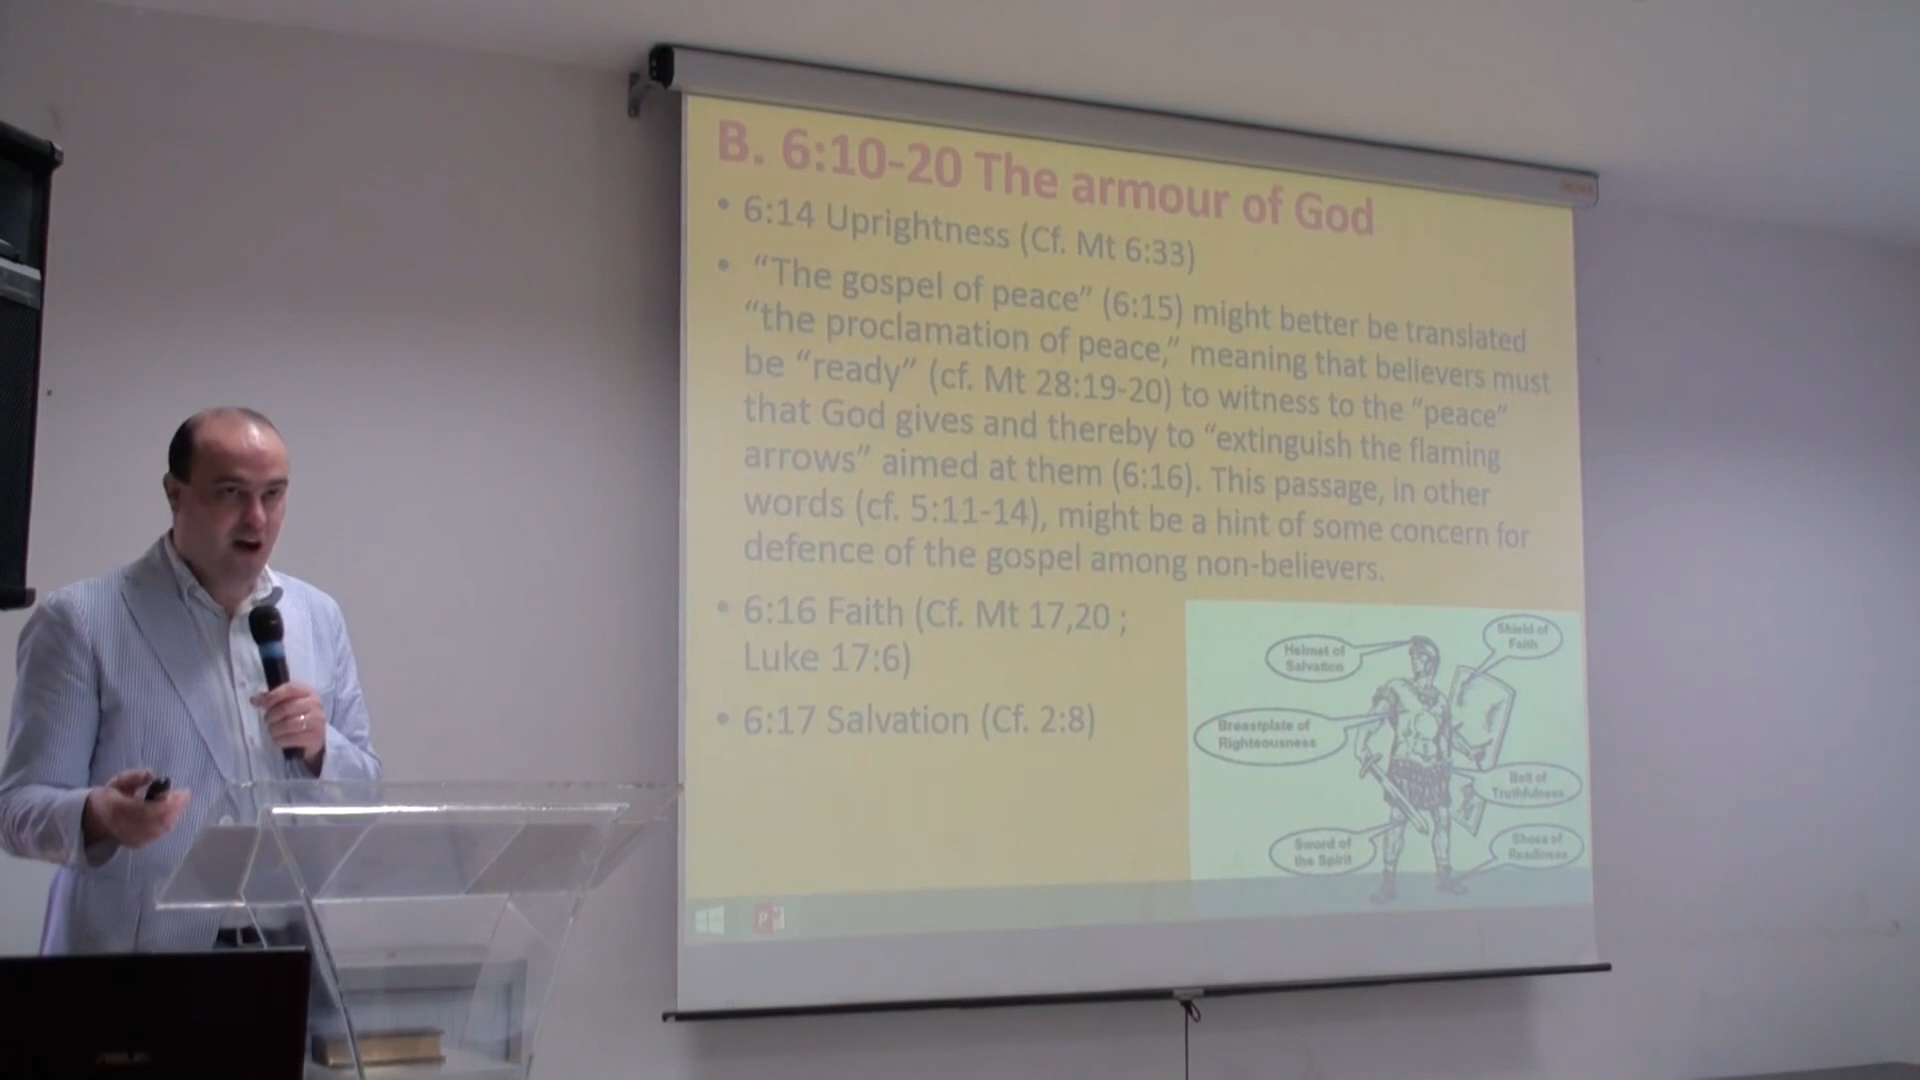 B. 6:10-20 The armour of God
• 6:14 Uprightness (Cf. Mt 6:33)
• “The gospel of peace” (6:15) might better be translated
“the proclamation of peace,” meaning that believers must
be “ready” (cf. Mt 28:19-20) to witness to the “peace”
that God gives and thereby to “extinguish the flaming
arrows” aimed at them (6:16). This passage, in other
words (cf. 5:11-14), might be a hint of some concern for
defence of the gospel among non-believers.
• 6:16 Faith (Cf. Mt 17,20 ;
Luke 17:6)
• 6:17 Salvation (Cf. 2:8)
Shield of
Faith
Helmet of
Salvation
Breastplate of
Righteousness
Belt of
Truthfulness
Sword of
the Spirit
Shoes of
Readiness
P
ASUS